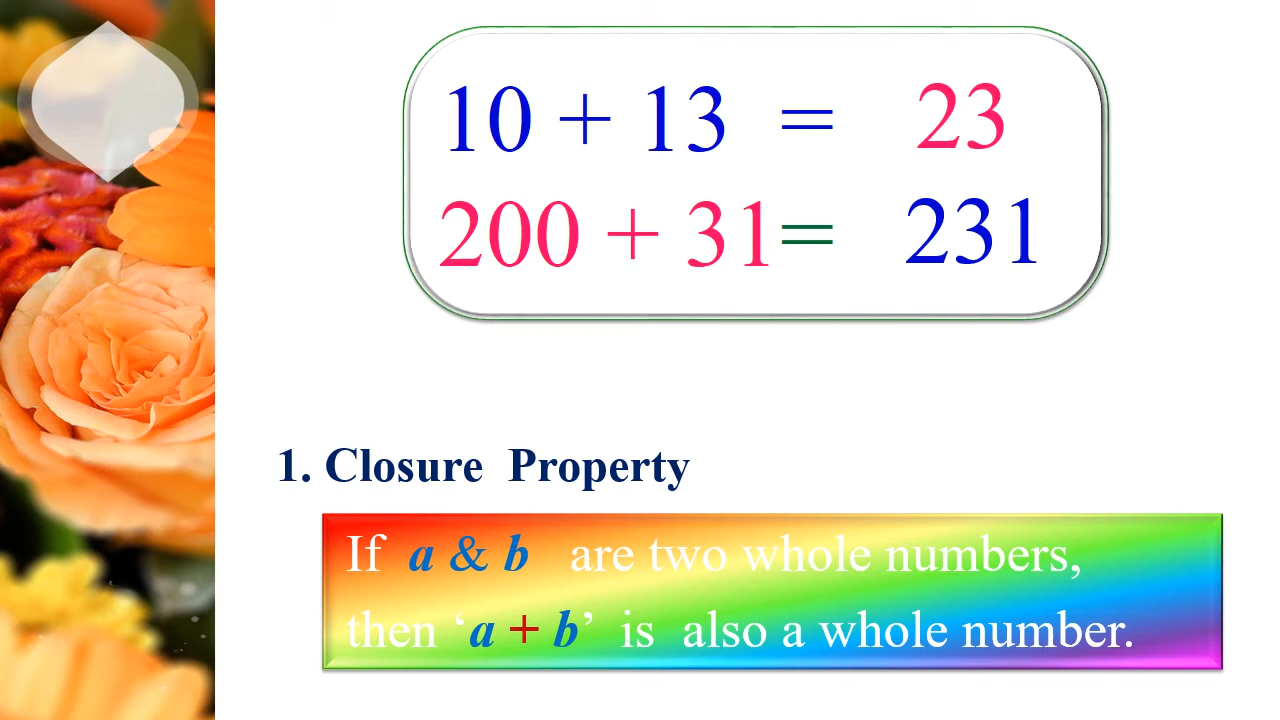 10 + 13 = 23
200 + 31= 231
1. Closure Property
If a & b are two whole numbers,
then ‘a + b’ is also a whole number.